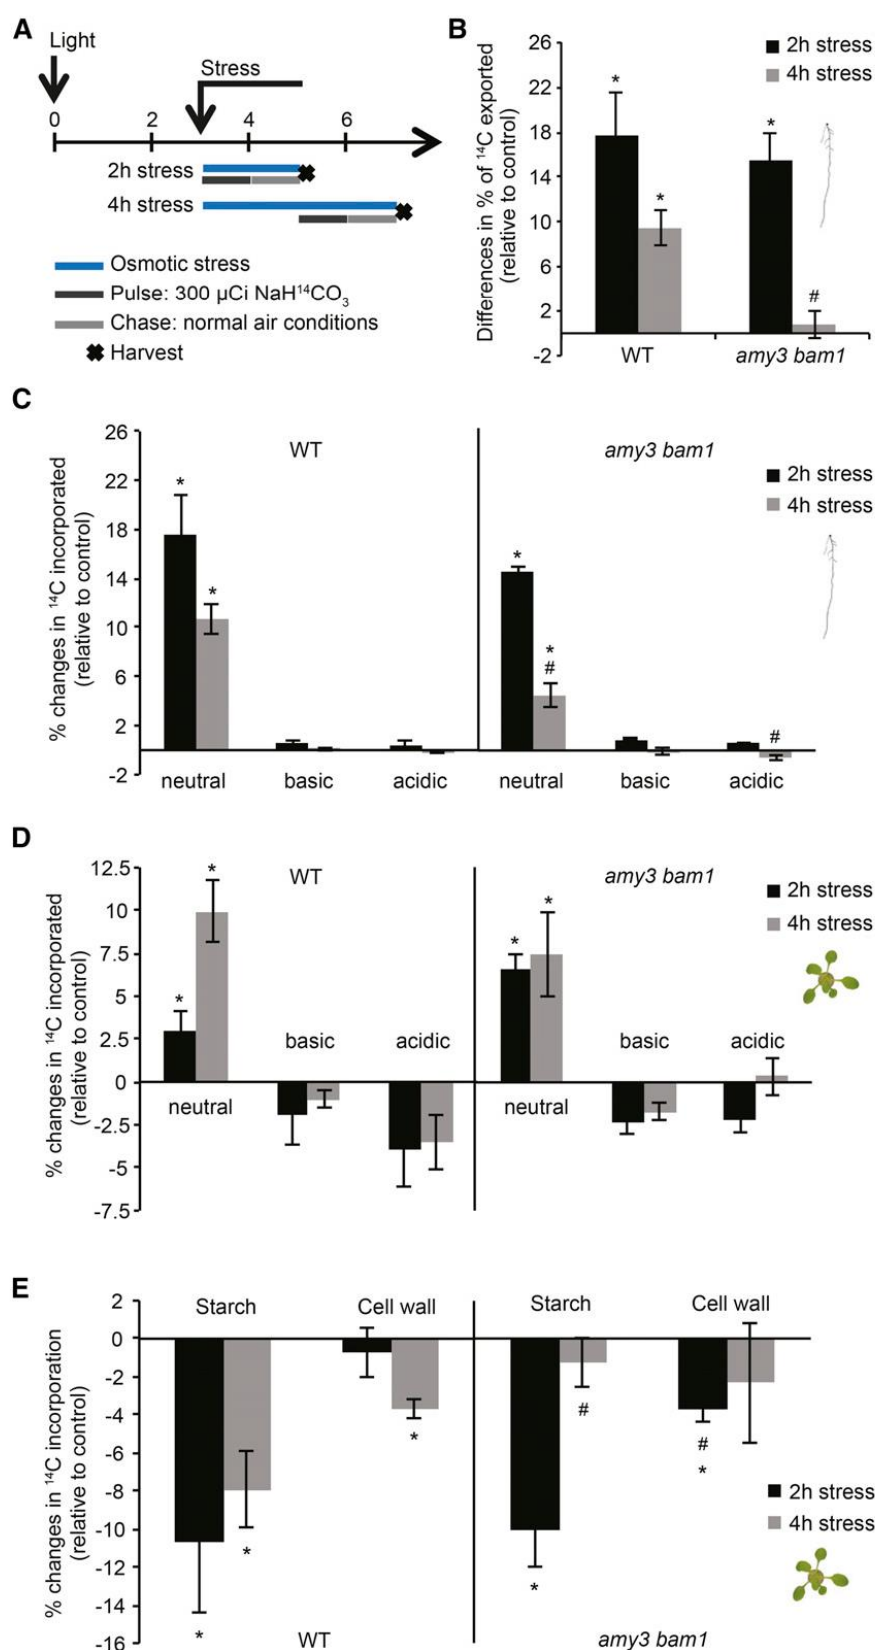 A
Light
Stress
0 2 4 6
2h stress
4h stress
Osmotic stress
Pulse: 300 µCi NaH¹⁴CO₃
Chase: normal air conditions
Harvest
B
Differences in % of ¹⁴C exported
(relative to control)
26
22
18
14
10
6
2
-2
2h stress
4h stress
*
*
*
#
WT amy3 bam1
C
% changes in ¹⁴C incorporated
(relative to control)
26
22
18
14
10
6
2
-2
WT amy3 bam1
2h stress
4h stress
*
*
*
*
#
#
neutral basic acidic neutral basic acidic
D
% changes in ¹⁴C incorporated
(relative to control)
12.5
10
7.5
5
2.5
0
-2.5
-5
-7.5
WT amy3 bam1
2h stress
4h stress
*
*
*
*
basic acidic basic acidic
neutral neutral
E
% changes in ¹⁴C incorporation
(relative to control)
2
0
-2
-4
-6
-8
-10
-12
-14
-16
Starch Cell wall Starch Cell wall
*
*
*
*
#
#
*
2h stress
4h stress
WT amy3 bam1